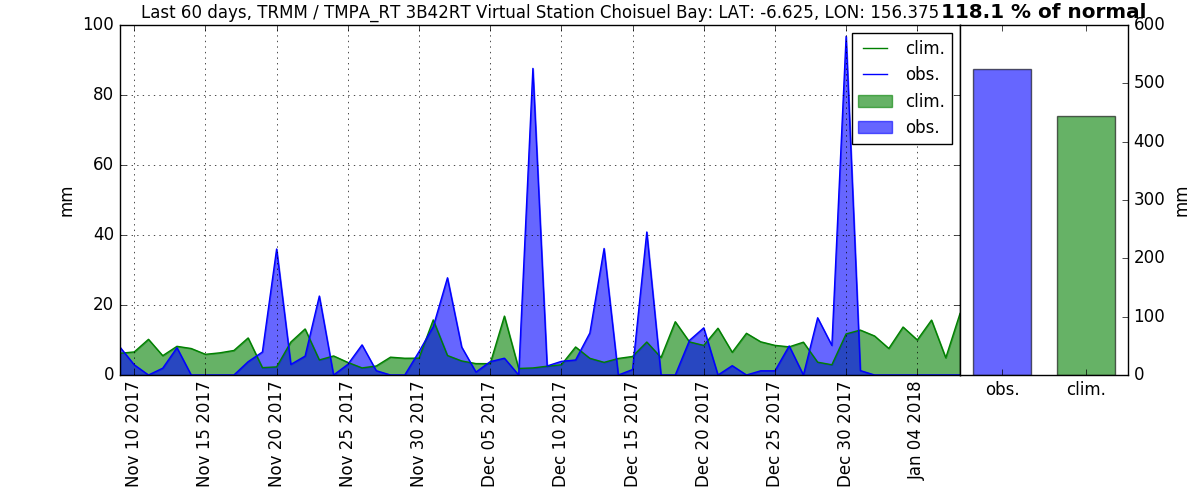 Last 60 days, TRMM / TMPA_RT 3B42RT Virtual Station Choisuel Bay: LAT: -6.625, LON: 156.375
118.1 % of normal
100
80
60
40
20
0
mm
clim.
obs.
clim.
obs.
Nov 10 2017
Nov 15 2017
Nov 20 2017
Nov 25 2017
Nov 30 2017
Dec 05 2017
Dec 10 2017
Dec 15 2017
Dec 20 2017
Dec 25 2017
Dec 30 2017
Jan 04 2018
600
500
400
300
200
100
0
mm
obs.
clim.